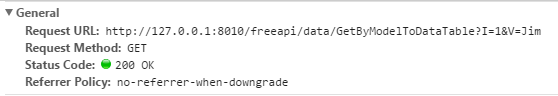 General
Request URL: http://127.0.0.1:8010/freeapi/data/GetByModelToDataTable?I=1&V=Jim
Request Method: GET
Status Code: 200 OK
Referrer Policy: no-referrer-when-downgrade